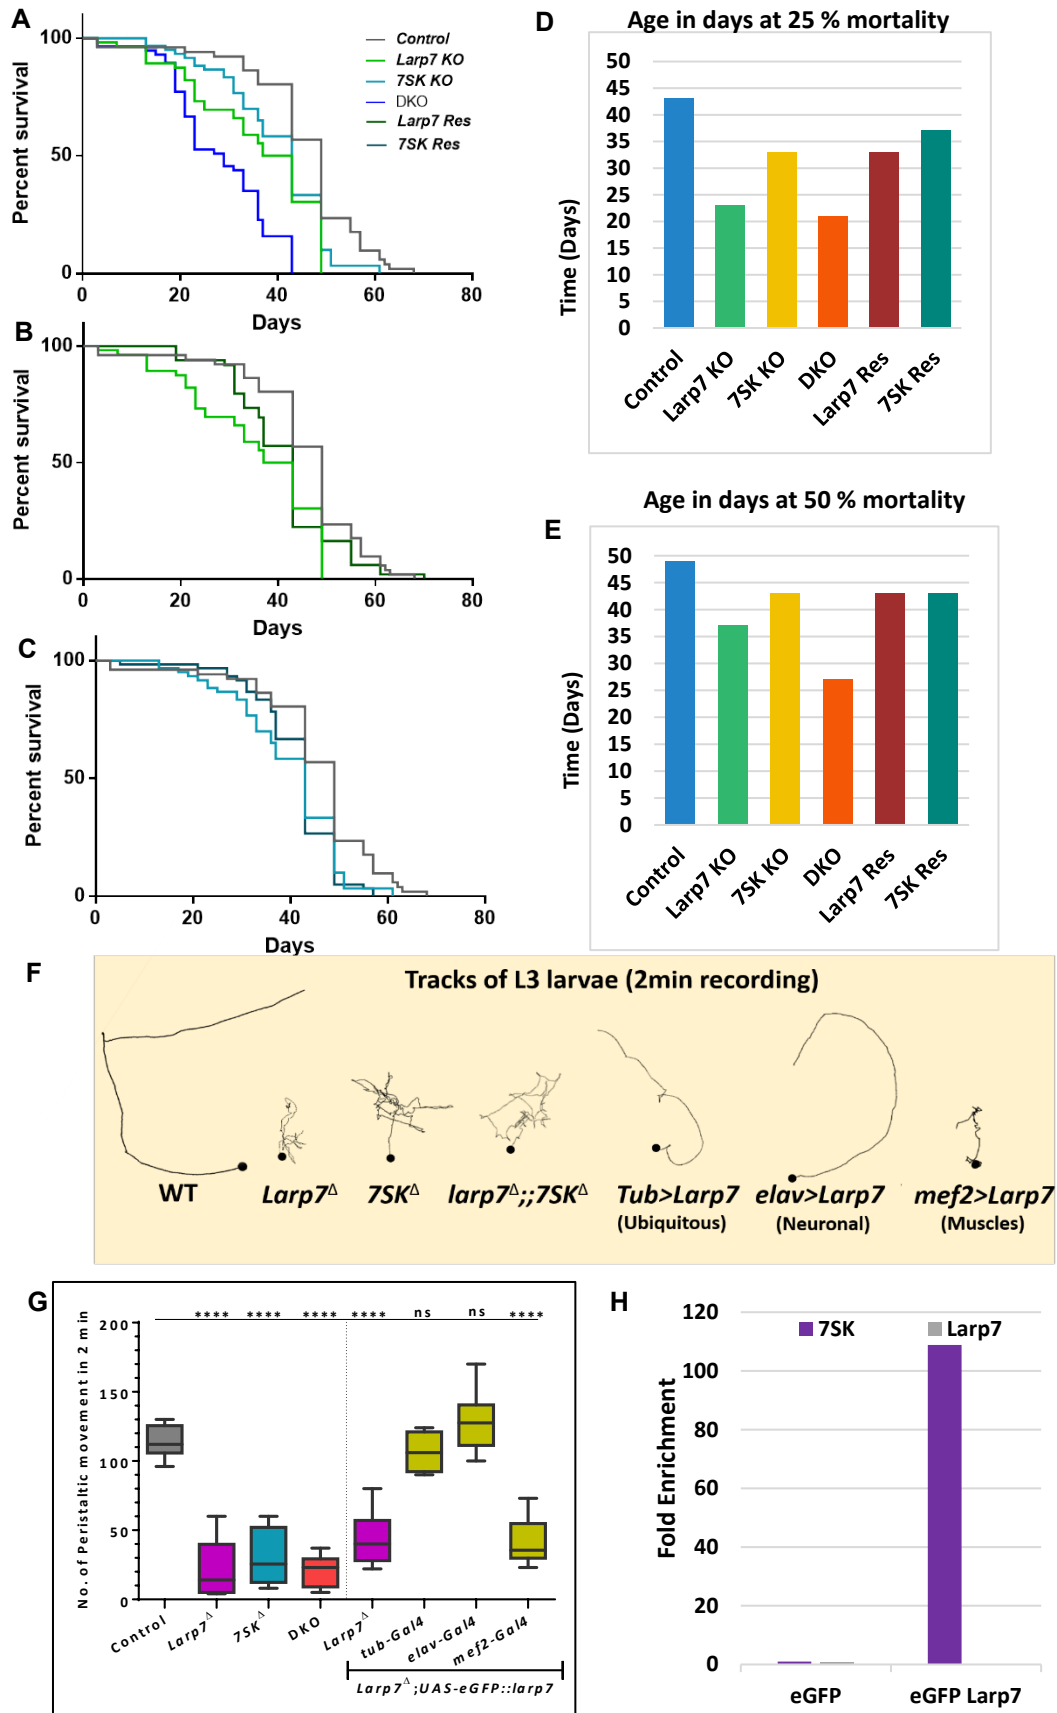 A
100
50
0
Percent survival
0 20 40 60 80
Days
Control
Larp7 KO
7SK KO
DKO
Larp7 Res
7SK Res
B
100
50
0
Percent survival
0 20 40 60 80
Days
C
100
50
0
Percent survival
0 20 40 60 80
Days
D
Age in days at 25 % mortality
50
45
40
35
30
25
20
15
10
5
0
Time (Days)
Control
Larp7 KO
7SK KO
DKO
Larp7 Res
7SK Res
E
Age in days at 50 % mortality
50
45
40
35
30
25
20
15
10
5
0
Time (Days)
Control
Larp7 KO
7SK KO
DKO
Larp7 Res
7SK Res
F
Tracks of L3 larvae (2min recording)
WT
Larp7Δ
7SKΔ
larp7Δ;;7SKΔ
Tub>Larp7
(Ubiquitous)
elav>Larp7
(Neuronal)
mef2>Larp7
(Muscles)
G
**** **** **** **** ns ns ****
200
150
100
50
0
No. of Peristaltic movement in 2 min
Control
Larp7Δ
7SKΔ
DKO
Larp7Δ
tub-Gal4
elav-Gal4
mef2-Gal4
Larp7Δ;UAS-eGFP::larp7
H
120
100
80
60
40
20
0
Fold Enrichment
7SK
Larp7
eGFP
eGFP Larp7